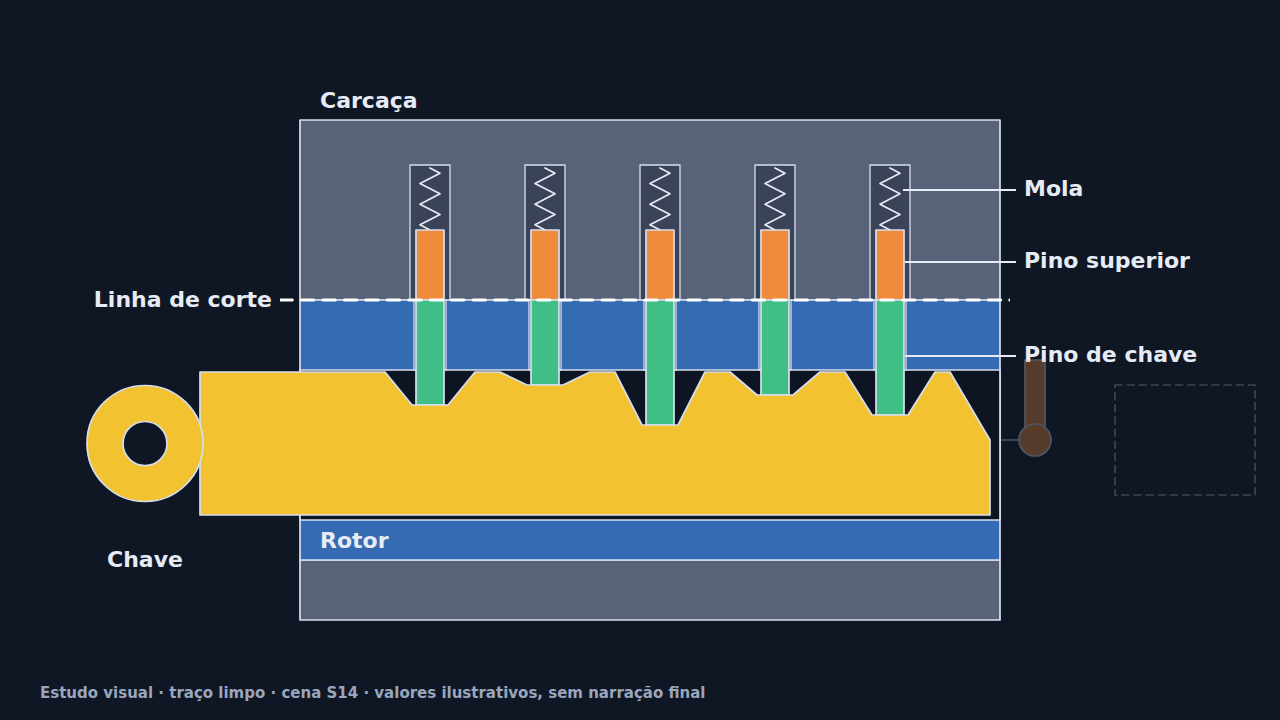 Carcaça
Mola
Pino superior
Linha de corte
Pino de chave
Rotor
Chave
Estudo visual · traço limpo · cena S14 · valores ilustrativos, sem narração final